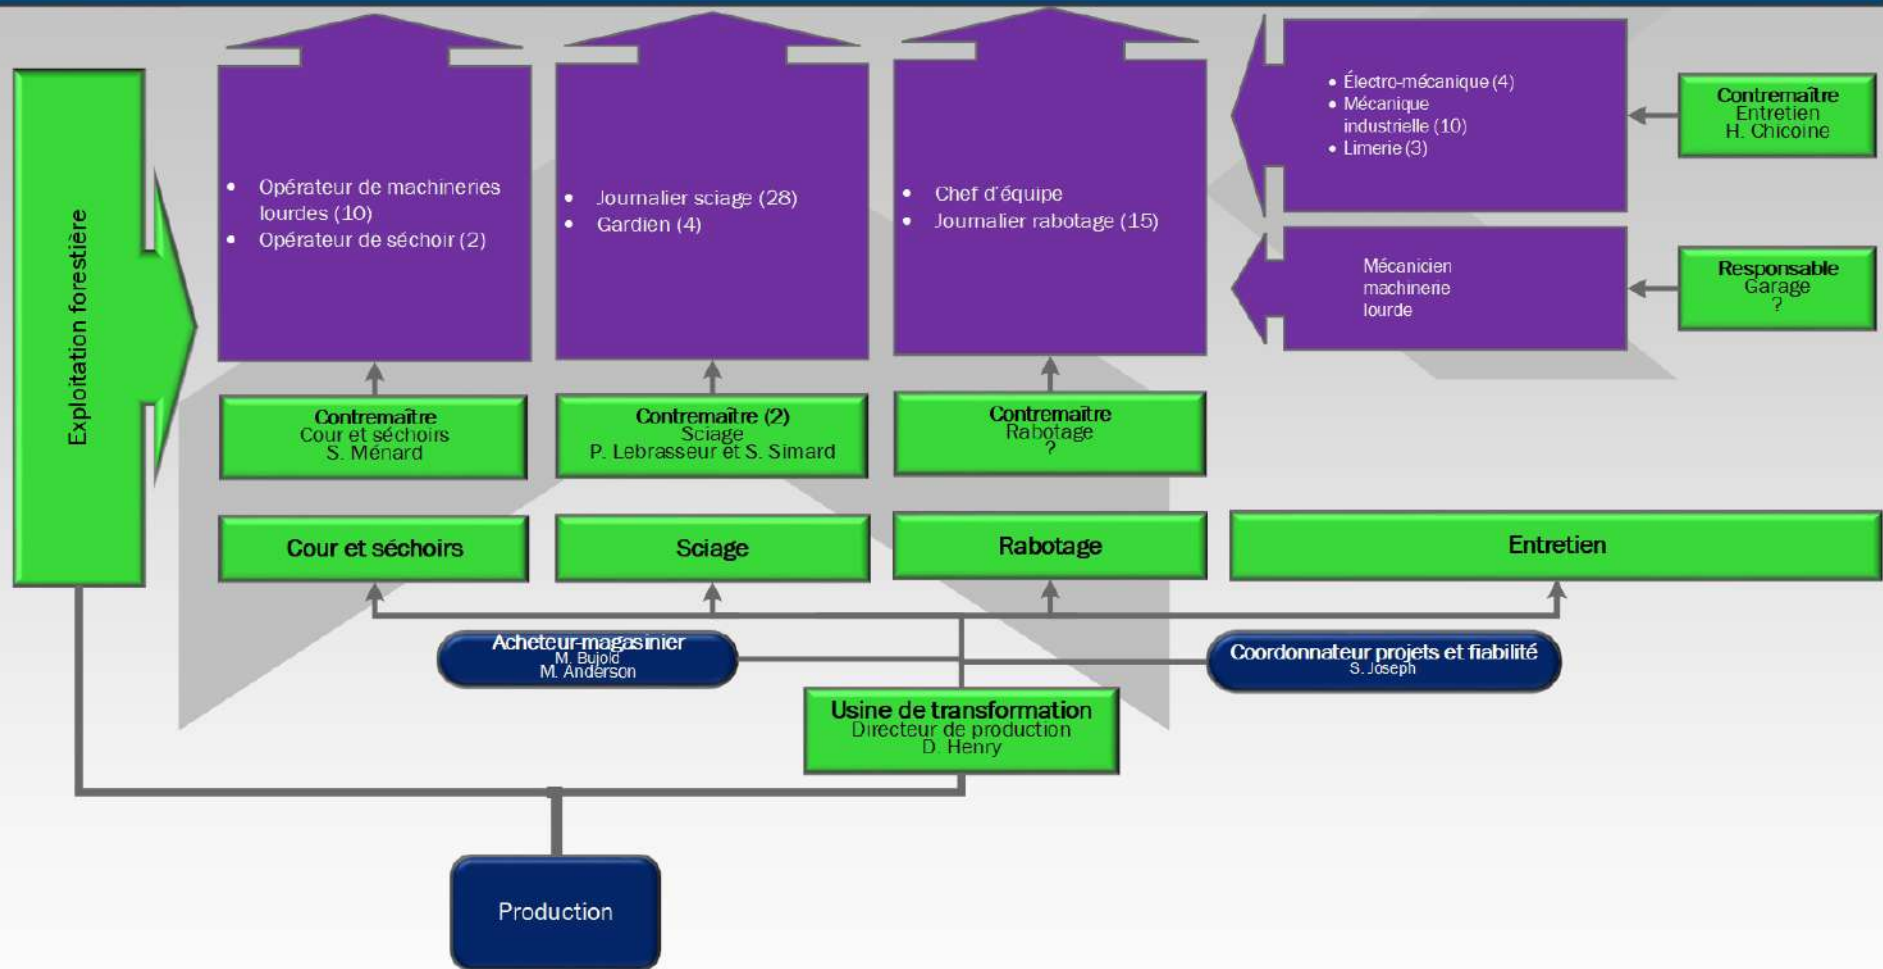 Exploitation forestière
• Opérateur de machineries
lourdes (10)
• Opérateur de séchoir (2)
• Journalier sciage (28)
• Gardien (4)
• Chef d'équipe
• Journalier rabotage (15)
• Électro-mécanique (4)
• Mécanique
industrielle (10)
• Limerie (3)
Contremaître
Entretien
H. Chicoine
Mécanicien
machinerie
lourde
Responsable
Garage
?
Contremaître
Cour et séchoirs
S. Ménard
Contremaître (2)
Sciage
P. Lebrasseur et S. Simard
Contremaître
Rabotage
?
Cour et séchoirs
Sciage
Rabotage
Entretien
Acheteur-magasinier
M. Bujold
M. Anderson
Coordonnateur projets et fiabilité
S. Joseph
Usine de transformation
Directeur de production
D. Henry
Production